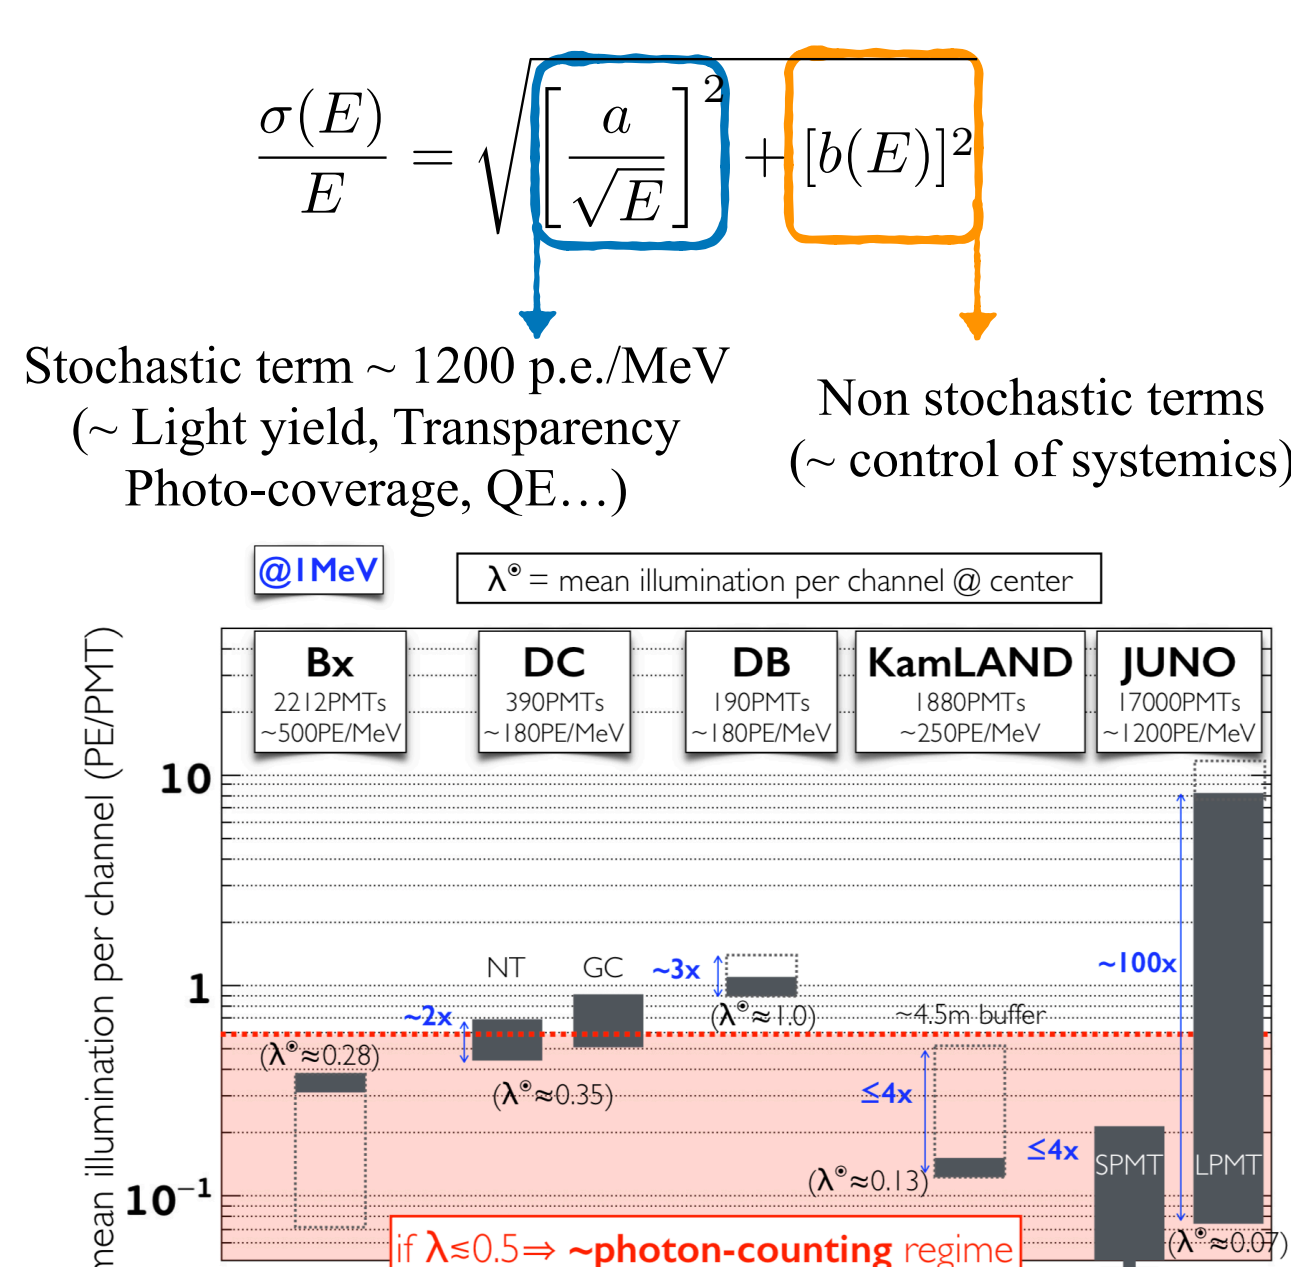 σ(E)/E = √([a/√E]² + [b(E)]²)
Stochastic term ~ 1200 p.e./MeV
(~ Light yield, Transparency
Photo-coverage, QE…)
Non stochastic terms
(~ control of systemics)
@1MeV
λ⦿ = mean illumination per channel @ center
mean illumination per channel (PE/PMT)
Bx
2212PMTs
~500PE/MeV
DC
390PMTs
~180PE/MeV
DB
190PMTs
~180PE/MeV
KamLAND
1880PMTs
~250PE/MeV
JUNO
17000PMTs
~1200PE/MeV
10
1
10⁻¹
NT
GC
~3x
~100x
~2x
(λ⦿≈1.0)
~4.5m buffer
(λ⦿≈0.28)
(λ⦿≈0.35)
≤4x
≤4x
SPMT
LPMT
(λ⦿≈0.13)
(λ⦿≈0.07)
if λ≲0.5⇒ ~photon-counting regime